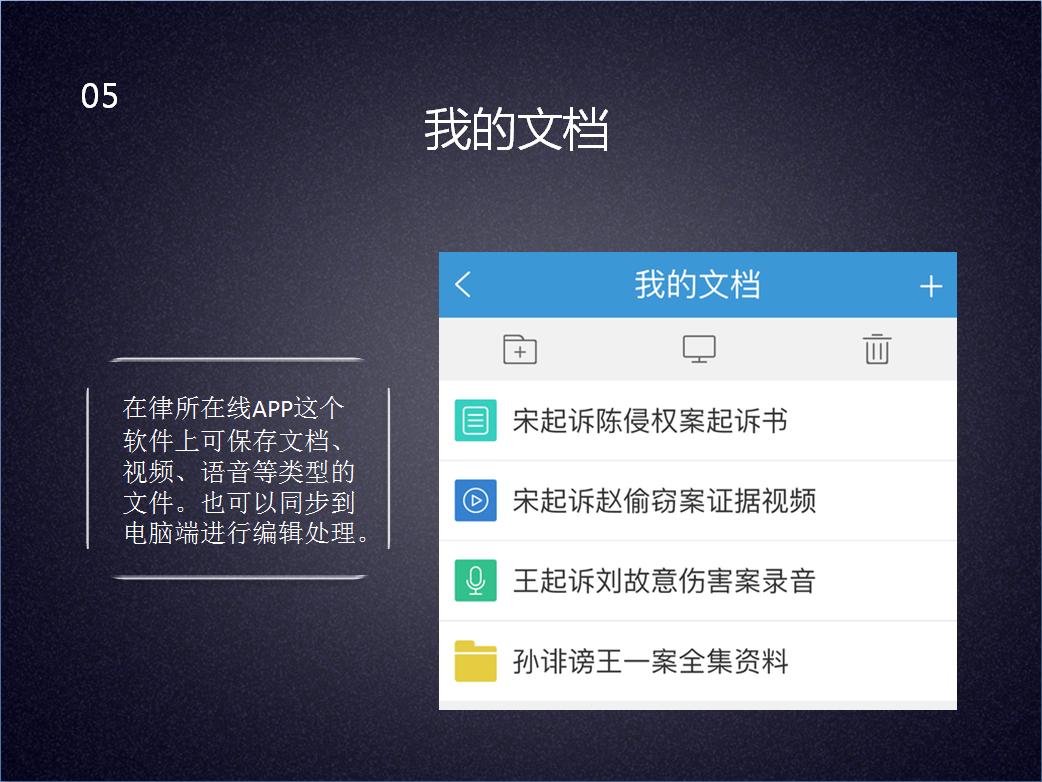 05
我的文档
在律所在线APP这个
软件上可保存文档、
视频、语音等类型的
文件。也可以同步到
电脑端进行编辑处理。
我的文档
宋起诉陈侵权案起诉书
宋起诉赵偷窃案证据视频
王起诉刘故意伤害案录音
孙诽谤王一案全集资料